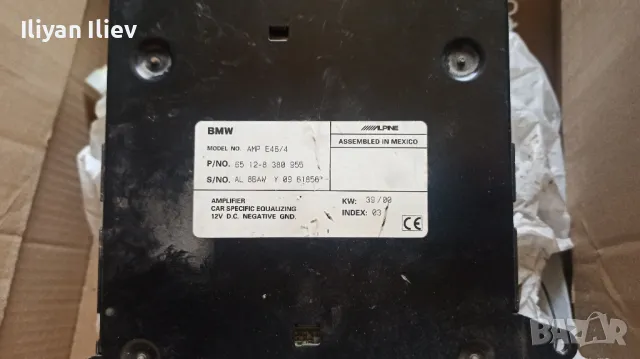 Iliyan Iliev
BMW
MODEL NO. AMP E46/4
P/NO. 65 12-8 380 955
S/NO. AL 86AW Y 09 61856
AMPLIFIER
CAR SPECIFIC EQUALIZING
12V D.C. NEGATIVE GND.
ALPINE
ASSEMBLED IN MEXICO
KW: 39/00
INDEX: 03
CE
BAZAR